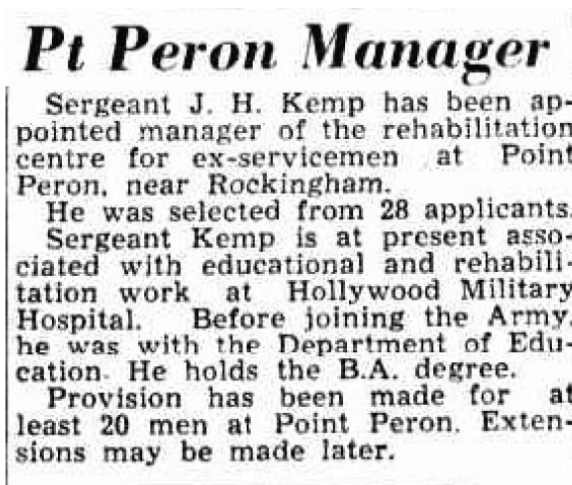 Pt Peron Manager
Sergeant J. H. Kemp has been ap-
pointed manager of the rehabilitation
centre for ex-servicemen at Point
Peron, near Rockingham.
He was selected from 28 applicants.
Sergeant Kemp is at present asso-
ciated with educational and rehabili-
tation work at Hollywood Military
Hospital. Before joining the Army,
he was with the Department of Edu-
cation. He holds the B.A. degree.
Provision has been made for at
least 20 men at Point Peron. Exten-
sions may be made later.